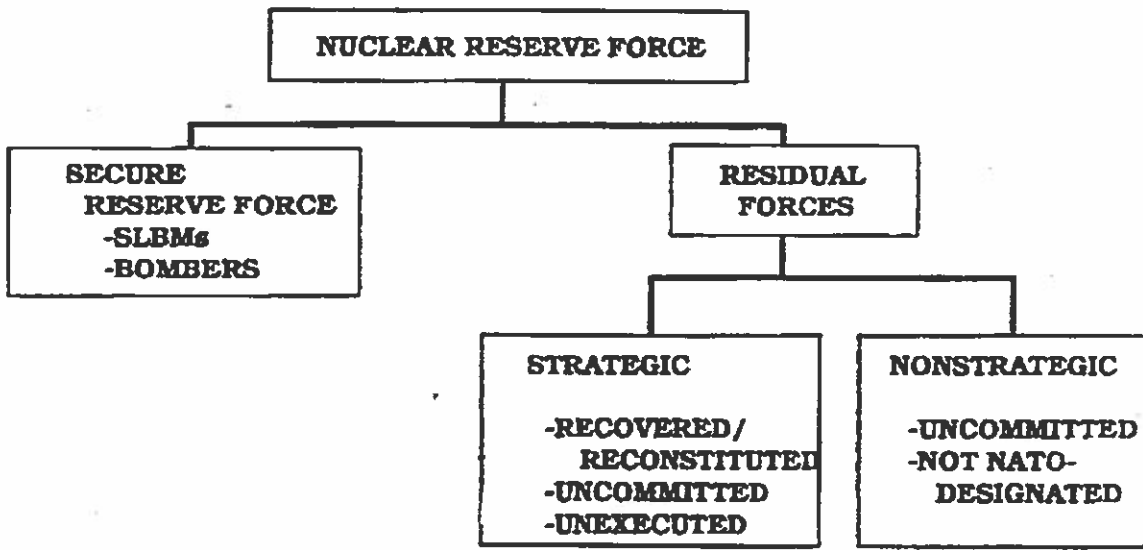 NUCLEAR RESERVE FORCE
SECURE
RESERVE FORCE
-SLBMs
-BOMBERS
RESIDUAL
FORCES
STRATEGIC
-RECOVERED/
RECONSTITUTED
-UNCOMMITTED
-UNEXECUTED
NONSTRATEGIC
-UNCOMMITTED
-NOT NATO-
DESIGNATED